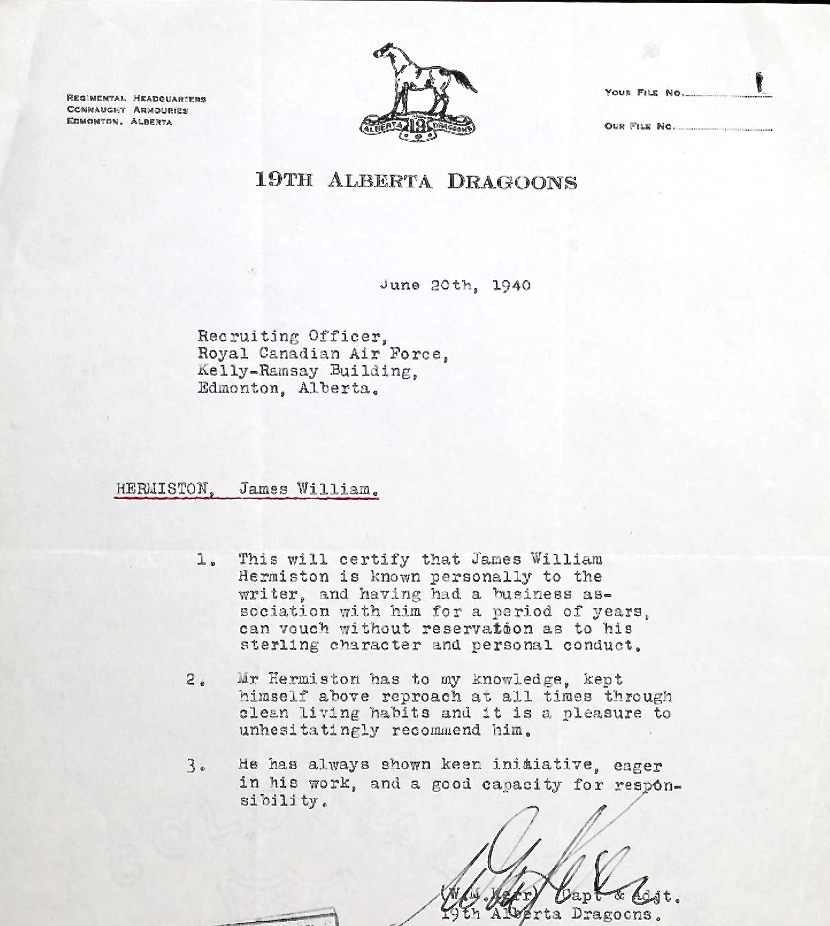 REGIMENTAL HEADQUARTERS
CONNAUGHT ARMOURIES
EDMONTON, ALBERTA
YOUR FILE NO.
OUR FILE NO.
ALBERTA 19 DRAGOONS
19TH ALBERTA DRAGOONS
June 20th, 1940
Recruiting Officer,
Royal Canadian Air Force,
Kelly-Ramsay Building,
Edmonton, Alberta.
HERMISTON, James William.
1. This will certify that James William
Hermiston is known personally to the
writer, and having had a business as-
sociation with him for a period of years,
can vouch without reservation as to his
sterling character and personal conduct.
2. Mr Hermiston has to my knowledge, kept
himself above reproach at all times through
clean living habits and it is a pleasure to
unhesitatingly recommend him.
3. He has always shown keen initiative, eager
in his work, and a good capacity for respon-
sibility.
Kerr) Capt & Adjt.
19th Alberta Dragoons.